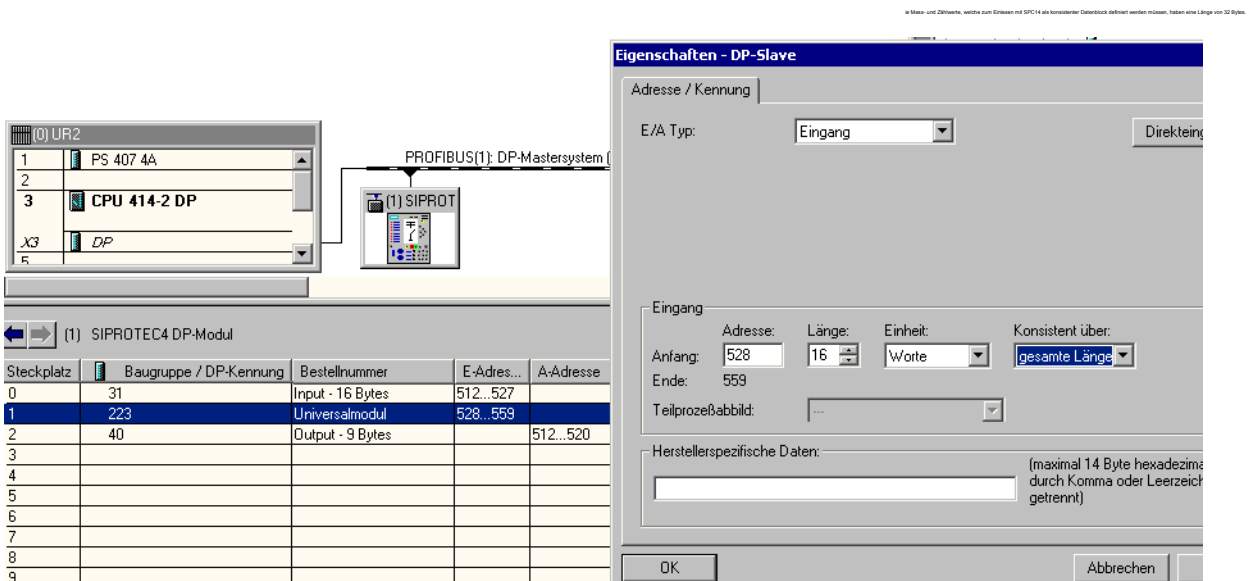 ie Mess- und Zählwerte, welche zum Einlesen mit SPC14 als konsistenter Datenblock definiert werden müssen, haben eine Länge von 32 Bytes.
Eigenschaften - DP-Slave
Adresse / Kennung
E/A Typ: Eingang
Direkteing
(0) UR2
1 PS 407 4A
2
3 CPU 414-2 DP
X3 DP
5
PROFIBUS(1): DP-Mastersystem (
(1) SIPROT
Eingang
Adresse: Länge: Einheit: Konsistent über:
Anfang: 528 16 Worte gesamte Länge
Ende: 559
Teilprozeßabbild: ---
Herstellerspezifische Daten:
(maximal 14 Byte hexadezima
durch Komma oder Leerzeich
getrennt)
OK
Abbrechen
(1) SIPROTEC4 DP-Modul
Steckplatz Baugruppe / DP-Kennung Bestellnummer E-Adres... A-Adresse
0 31 Input - 16 Bytes 512...527
1 223 Universalmodul 528...559
2 40 Output - 9 Bytes 512...520
3
4
5
6
7
8
9